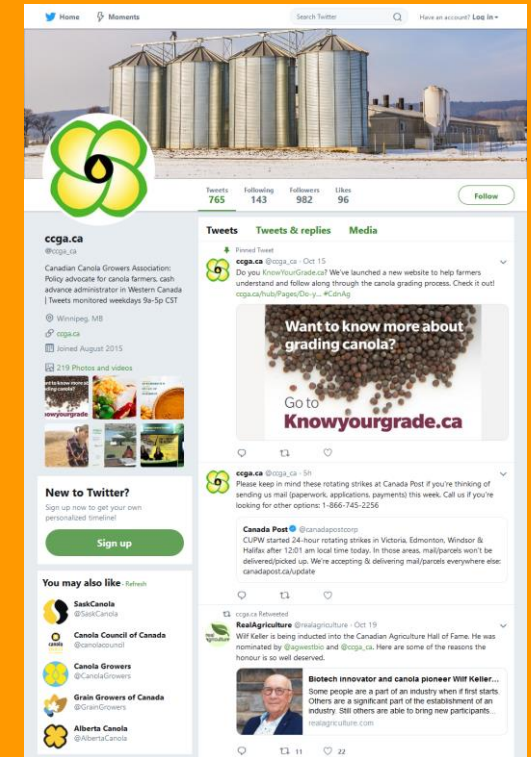 Home Moments Search Twitter Have an account? Log in
Tweets Following Followers Likes
765 143 982 96
Follow
ccga.ca
@ccga_ca
Canadian Canola Growers Association:
Policy advocate for canola farmers, cash
advance administrator in Western Canada
| Tweets monitored weekdays 9a-5p CST
Winnipeg, MB
ccga.ca
Joined August 2015
219 Photos and videos
New to Twitter?
Sign up now to get your own
personalized timeline!
Sign up
You may also like · Refresh
SaskCanola
@SaskCanola
Canola Council of Canada
@canolacouncil
Canola Growers
@CanolaGrowers
Grain Growers of Canada
@GrainGrowers
Alberta Canola
@AlbertaCanola
Tweets Tweets & replies Media
Pinned Tweet
ccga.ca @ccga_ca · Oct 15
Do you KnowYourGrade.ca? We've launched a new website to help farmers
understand and follow along through the canola grading process. Check it out!
ccga.ca/hub/Pages/Do-y... #CdnAg
Want to know more about
grading canola?
Go to
Knowyourgrade.ca
ccga.ca @ccga_ca · 5h
Please keep in mind these rotating strikes at Canada Post if you're thinking of
sending us mail (paperwork, applications, payments) this week. Call us if you're
looking for other options: 1-866-745-2256
Canada Post @canadapostcorp
CUPW started 24-hour rotating strikes in Victoria, Edmonton, Windsor &
Halifax after 12:01 am local time today. In those areas, mail/parcels won't be
delivered/picked up. We're accepting & delivering mail/parcels everywhere else:
canadapost.ca/update
ccga.ca Retweeted
RealAgriculture @realagriculture · Oct 19
Wilf Keller is being inducted into the Canadian Agriculture Hall of Fame. He was
nominated by @agwestbio and @ccga_ca. Here are some of the reasons the
honour is so well deserved.
Biotech innovator and canola pioneer Wilf Keller...
Some people are a part of an industry when if first starts.
Others are a significant part of the establishment of an
industry. Still others are able to bring new participants...
realagriculture.com
11 22